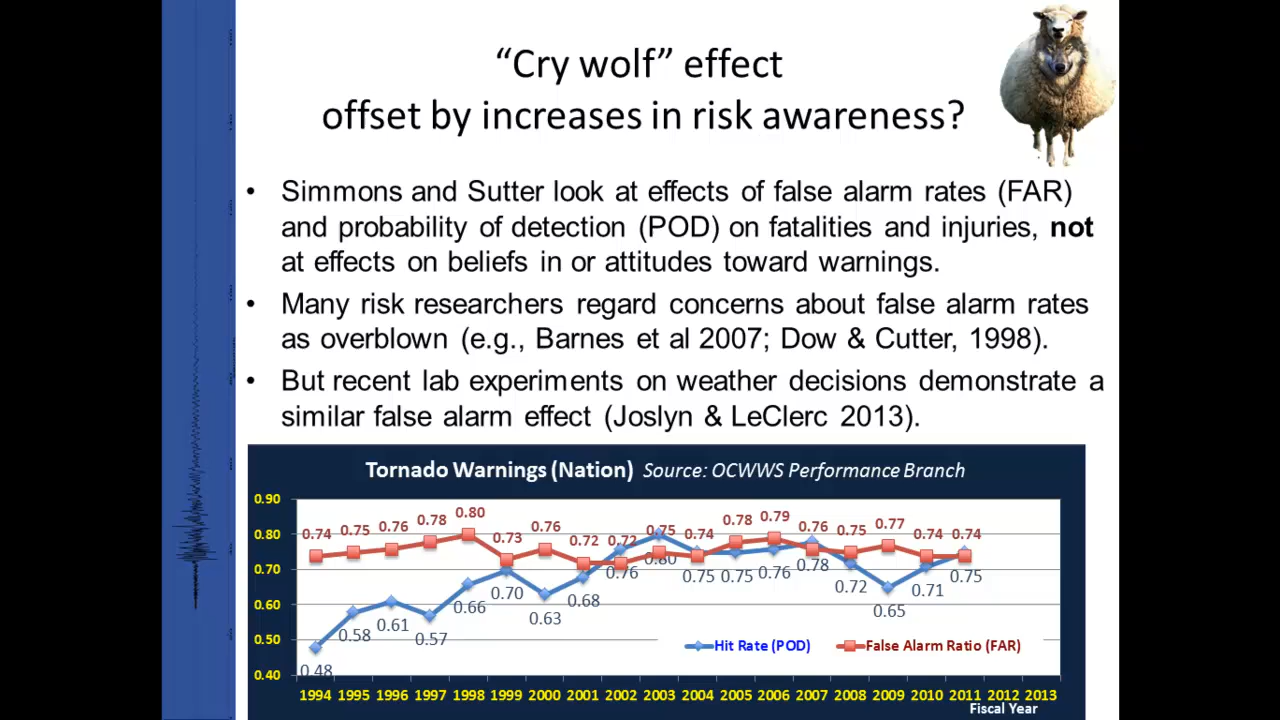 “Cry wolf” effect
offset by increases in risk awareness?
• Simmons and Sutter look at effects of false alarm rates (FAR)
and probability of detection (POD) on fatalities and injuries, not
at effects on beliefs in or attitudes toward warnings.
• Many risk researchers regard concerns about false alarm rates
as overblown (e.g., Barnes et al 2007; Dow & Cutter, 1998).
• But recent lab experiments on weather decisions demonstrate a
similar false alarm effect (Joslyn & LeClerc 2013).
Tornado Warnings (Nation) Source: OCWWS Performance Branch
0.90
0.80
0.70
0.60
0.50
0.40
0.74 0.75 0.76 0.78 0.80 0.73 0.76 0.72 0.72 0.75 0.74 0.78 0.79 0.76 0.75 0.77 0.74 0.74
0.48 0.58 0.61 0.57 0.66 0.70 0.63 0.68 0.76 0.80 0.75 0.75 0.76 0.78 0.72 0.65 0.71 0.75
Hit Rate (POD) False Alarm Ratio (FAR)
1994 1995 1996 1997 1998 1999 2000 2001 2002 2003 2004 2005 2006 2007 2008 2009 2010 2011 2012 2013
Fiscal Year